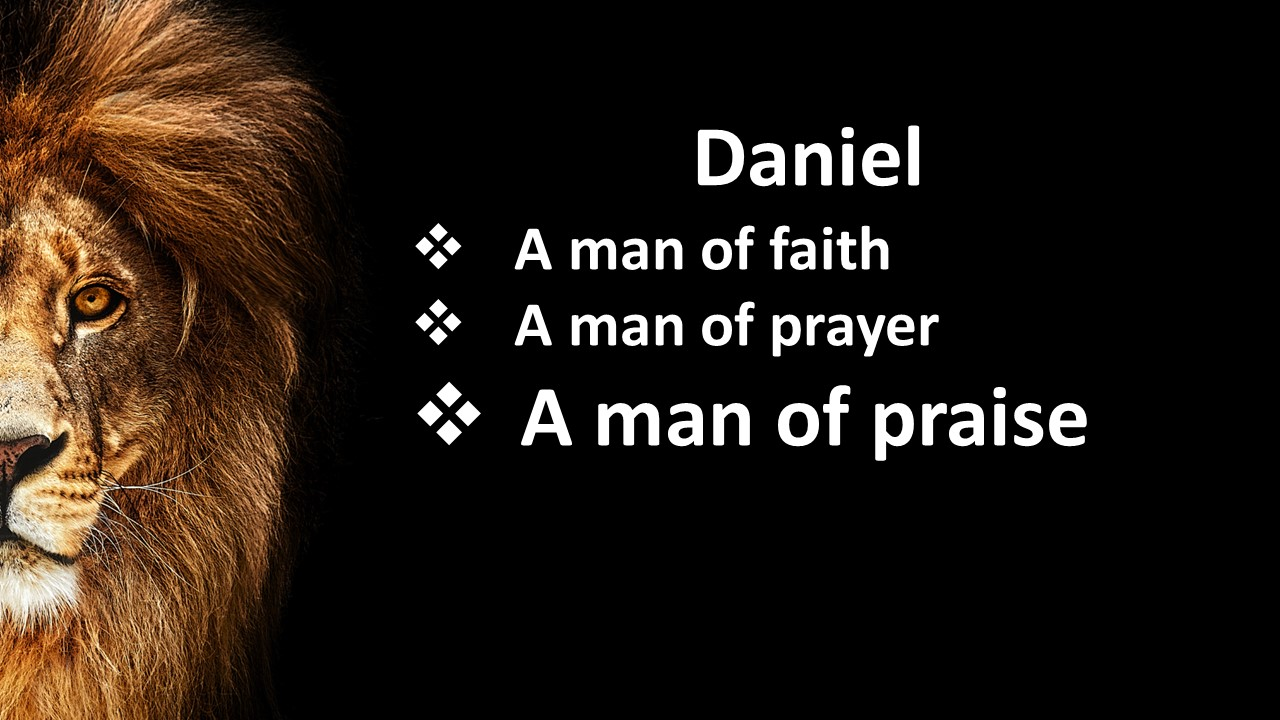 Daniel
❖ A man of faith
❖ A man of prayer
❖ A man of praise